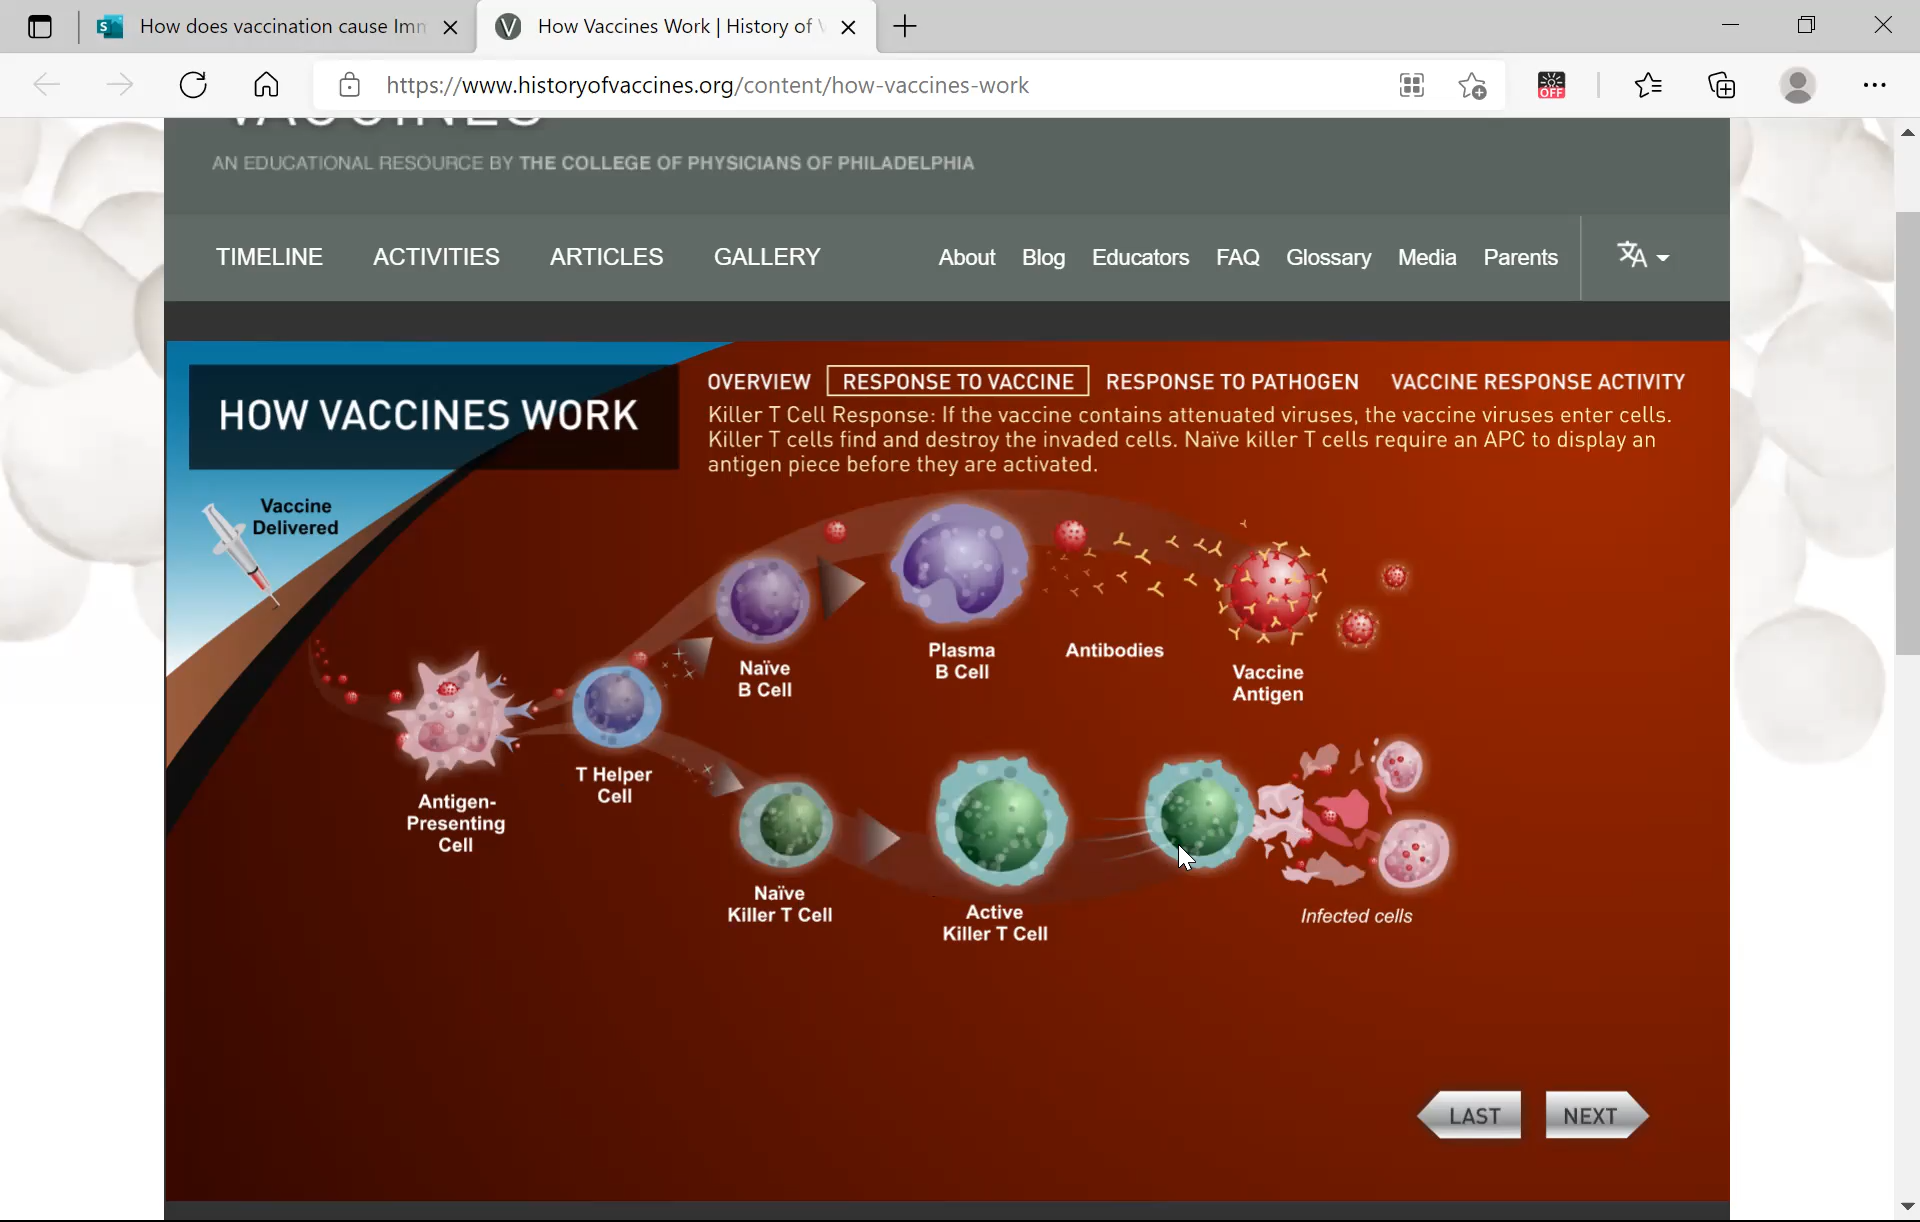 How does vaccination cause Imm
How Vaccines Work | History of
https://www.historyofvaccines.org/content/how-vaccines-work
OFF
VACCINES
AN EDUCATIONAL RESOURCE BY THE COLLEGE OF PHYSICIANS OF PHILADELPHIA
TIMELINE ACTIVITIES ARTICLES GALLERY About Blog Educators FAQ Glossary Media Parents
HOW VACCINES WORK
OVERVIEW RESPONSE TO VACCINE RESPONSE TO PATHOGEN VACCINE RESPONSE ACTIVITY
Killer T Cell Response: If the vaccine contains attenuated viruses, the vaccine viruses enter cells.
Killer T cells find and destroy the invaded cells. Naïve killer T cells require an APC to display an
antigen piece before they are activated.
Vaccine
Delivered
Naïve
B Cell
Plasma
B Cell
Antibodies
Vaccine
Antigen
Antigen-
Presenting
Cell
T Helper
Cell
Naïve
Killer T Cell
Active
Killer T Cell
Infected cells
LAST
NEXT